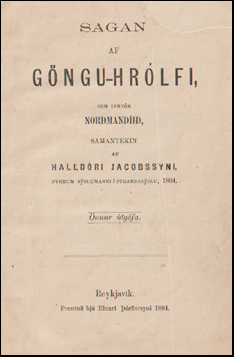 SAGAN
AF
GÖNGU-HRÓLFI,
SEM INNTÓK
NORÐMANDÍIÐ,
SAMANTEKIN
AF
HALLDÓRI JACOBSSYNI,
FYRRUM SÝSLUMANNI Í STRANDASÝSLU, 1804.
Önnur útgáfa.
Reykjavík.
Prentuð hjá Einari Þórðarsyni 1884.